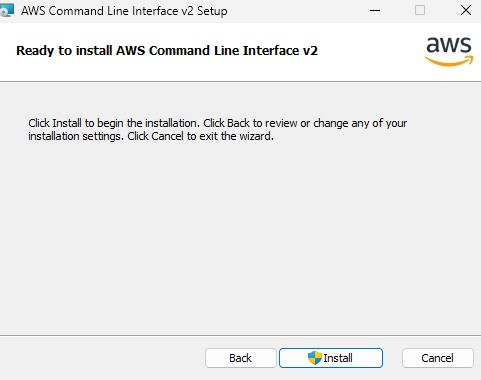 AWS Command Line Interface v2 Setup
Ready to install AWS Command Line Interface v2
aws
Click Install to begin the installation. Click Back to review or change any of your
installation settings. Click Cancel to exit the wizard.
Back
Install
Cancel